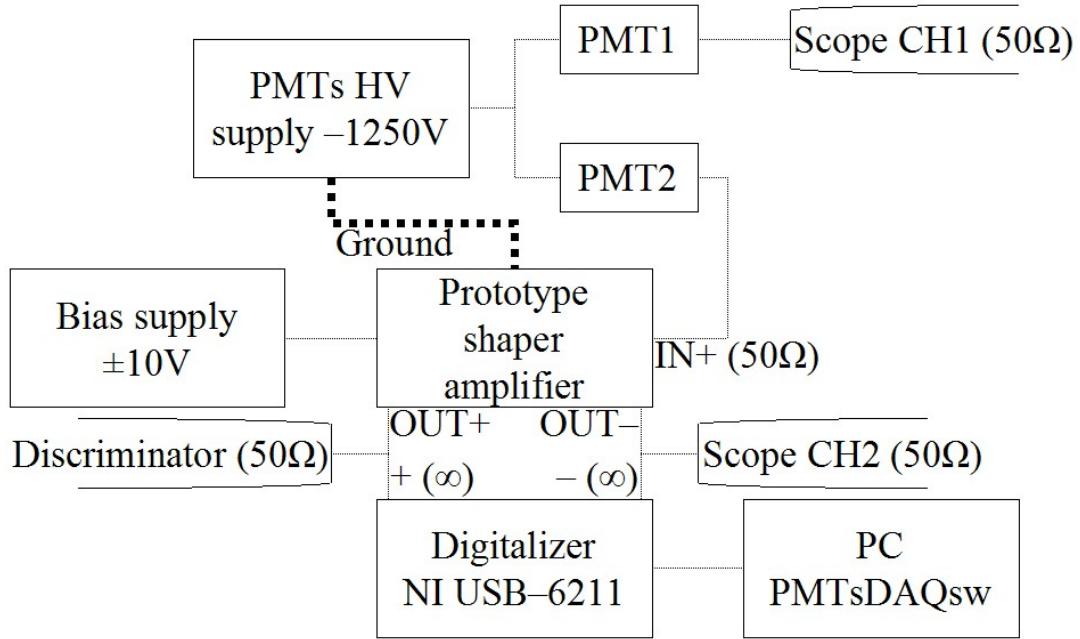 PMT1
Scope CH1 (50Ω)
PMTs HV
supply –1250V
PMT2
Ground
Prototype
shaper
amplifier
Bias supply
±10V
IN+ (50Ω)
OUT+
OUT–
Discriminator (50Ω)
+ (∞)
– (∞)
Scope CH2 (50Ω)
Digitalizer
NI USB–6211
PC
PMTsDAQsw